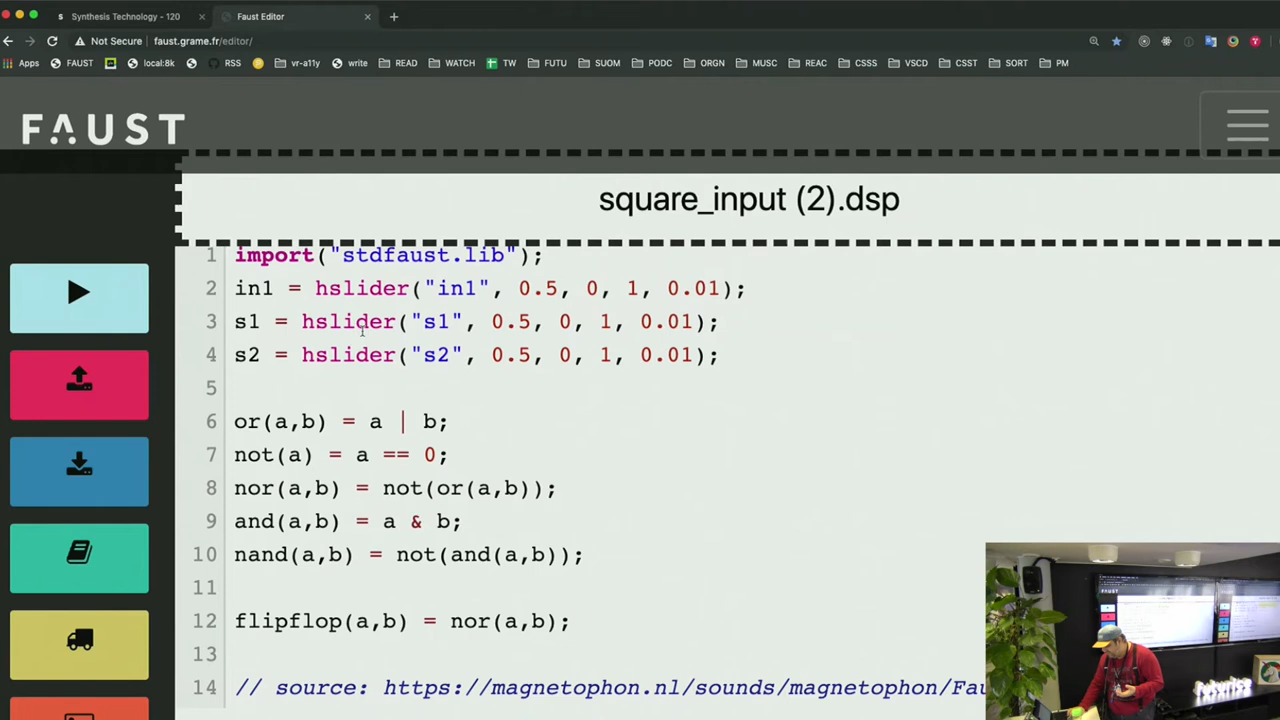 Synthesis Technology - 120
Faust Editor
Not Secure | faust.grame.fr/editor/
Apps FAUST local:8k RSS vr-a11y write READ WATCH TW FUTU SUOM PODC ORGN MUSC REAC CSSS VSCD CSST SORT PM
FAUST
square_input (2).dsp
1 import("stdfaust.lib");
2 in1 = hslider("in1", 0.5, 0, 1, 0.01);
3 s1 = hslider("s1", 0.5, 0, 1, 0.01);
4 s2 = hslider("s2", 0.5, 0, 1, 0.01);
5
6 or(a,b) = a | b;
7 not(a) = a == 0;
8 nor(a,b) = not(or(a,b));
9 and(a,b) = a & b;
10 nand(a,b) = not(and(a,b));
11
12 flipflop(a,b) = nor(a,b);
13
14 // source: https://magnetophon.nl/sounds/magnetophon/Fau
FAUST